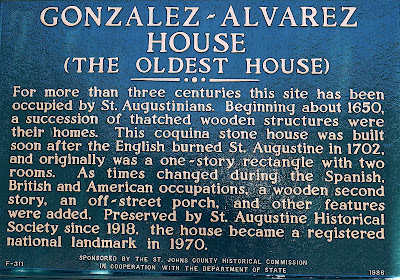 GONZALEZ-ALVAREZ
HOUSE
(THE OLDEST HOUSE)
For more than three centuries this site has been
occupied by St. Augustinians. Beginning about 1650,
a succession of thatched wooden structures were
their homes. This coquina stone house was built
soon after the English burned St. Augustine in 1702,
and originally was a one-story rectangle with two
rooms. As times changed during the Spanish,
British and American occupations, a wooden second
story, an off-street porch, and other features
were added. Preserved by St. Augustine Historical
Society since 1918, the house became a registered
national landmark in 1970.
SPONSORED BY THE ST. JOHNS COUNTY HISTORICAL COMMISSION
IN COOPERATION WITH THE DEPARTMENT OF STATE
F-311 1986